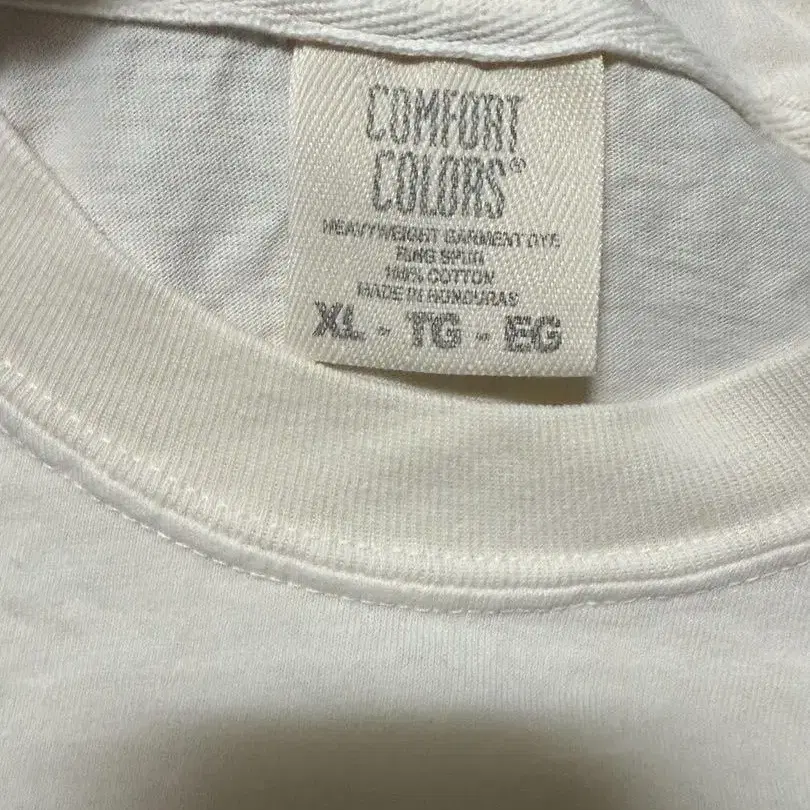 COMFORT
COLORS®
HEAVYWEIGHT GARMENT DYE
RING SPUN
100% COTTON
MADE IN HONDURAS
XL - TG - EG